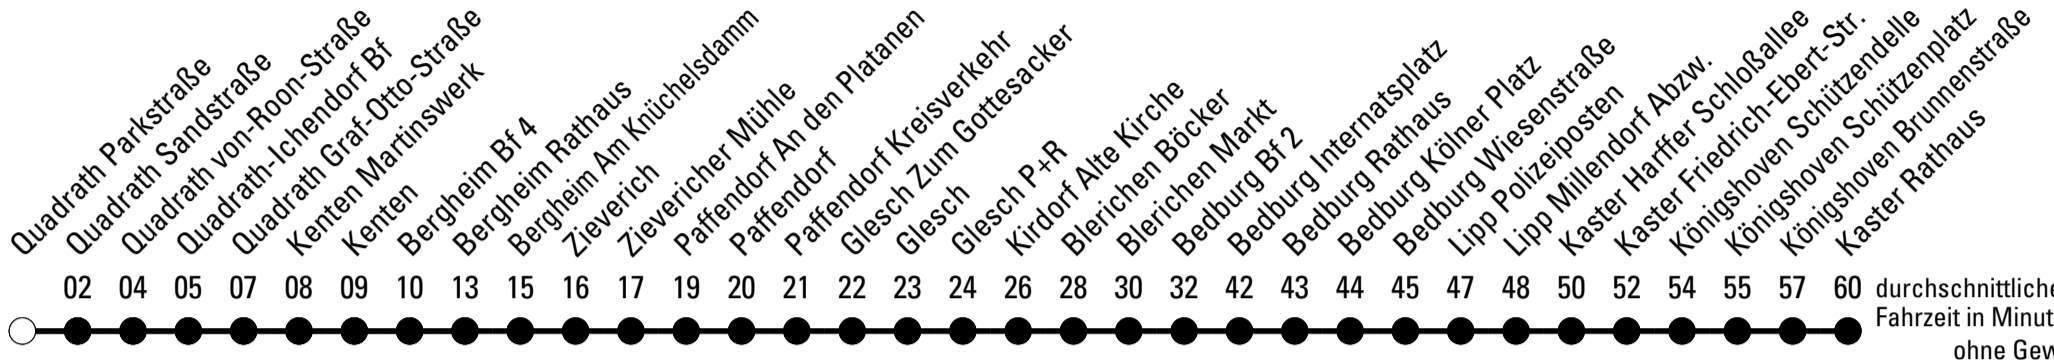 Quadrath Parkstraße
Quadrath Sandstraße
Quadrath von-Roon-Straße
Quadrath-Ichendorf Bf
Quadrath Graf-Otto-Straße
Kenten Martinswerk
Kenten
Bergheim Bf 4
Bergheim Rathaus
Bergheim Am Knüchelsdamm
Zieverich
Zievericher Mühle
Paffendorf An den Platanen
Paffendorf
Paffendorf Kreisverkehr
Glesch Zum Gottesacker
Glesch
Glesch P+R
Kirdorf Alte Kirche
Blerichen Böcker
Blerichen Markt
Bedburg Bf 2
Bedburg Internatsplatz
Bedburg Rathaus
Bedburg Kölner Platz
Bedburg Wiesenstraße
Lipp Polizeiposten
Lipp Millendorf Abzw.
Kaster Harffer Schloßallee
Kaster Friedrich-Ebert-Str.
Königshoven Schützendelle
Königshoven Schützenplatz
Königshoven Brunnenstraße
Kaster Rathaus
02 04 05 07 08 09 10 13 15 16 17 19 20 21 22 23 24 26 28 30 32 42 43 44 45 47 48 50 52 54 55 57 60
durchschnittliche
Fahrzeit in Minut
ohne Gew